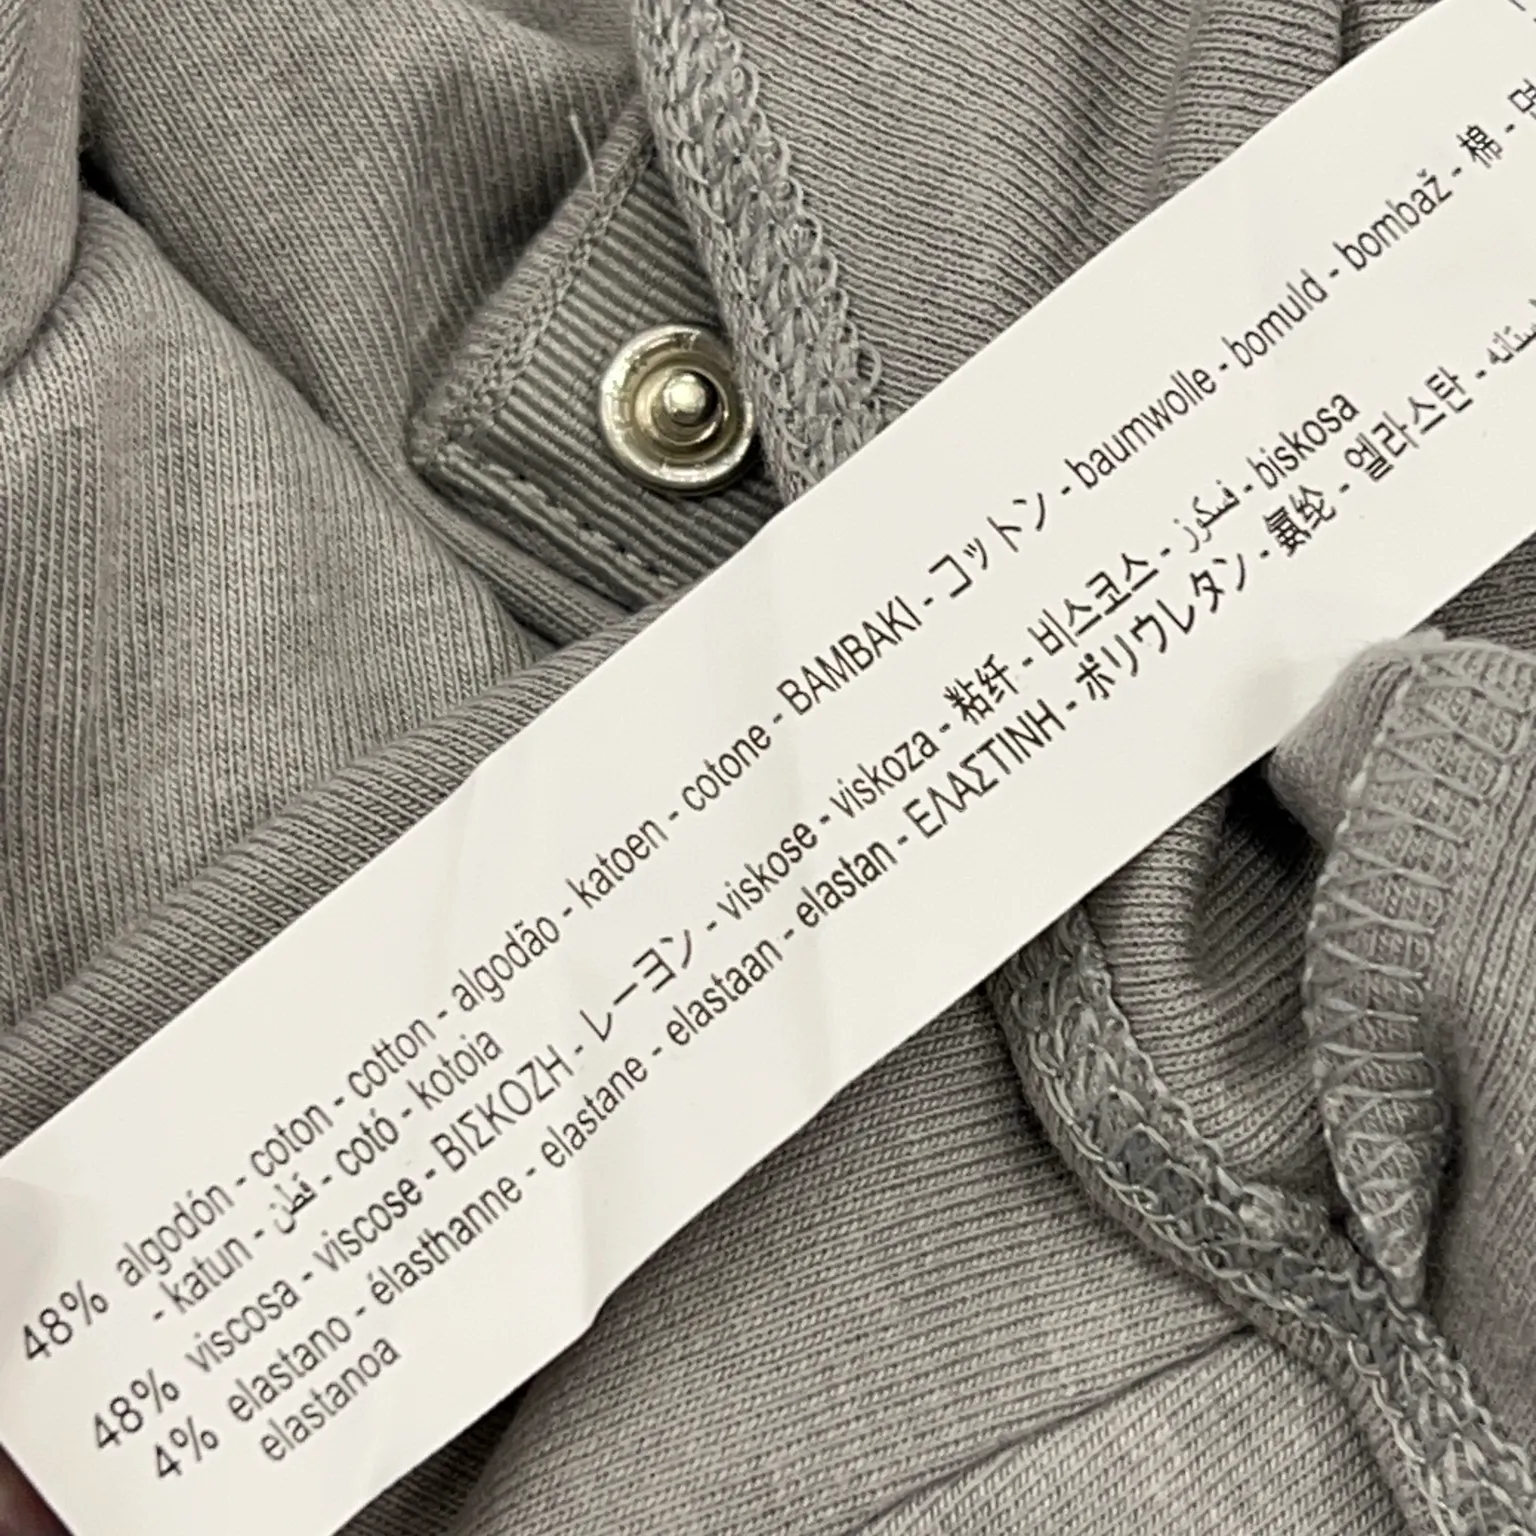 48% algodón - coton - cotton - algodão - katoen - cotone - BAMBAKI - コットン - baumwolle - bomuld - bombaž - 棉 -
- katun - قطن - cotó - kotoia
48% viscosa - viscose - ΒΙΣΚΟΖΗ - レーヨン - viskose - viskoza - 粘纤 - 비스코스 - فسكوز - biskosa
4% elastano - élasthanne - elastane - elastaan - elastan - ΕΛΑΣΤΙΝΗ - ポリウレタン - 氨纶 - 엘라스탄 -
elastanoa